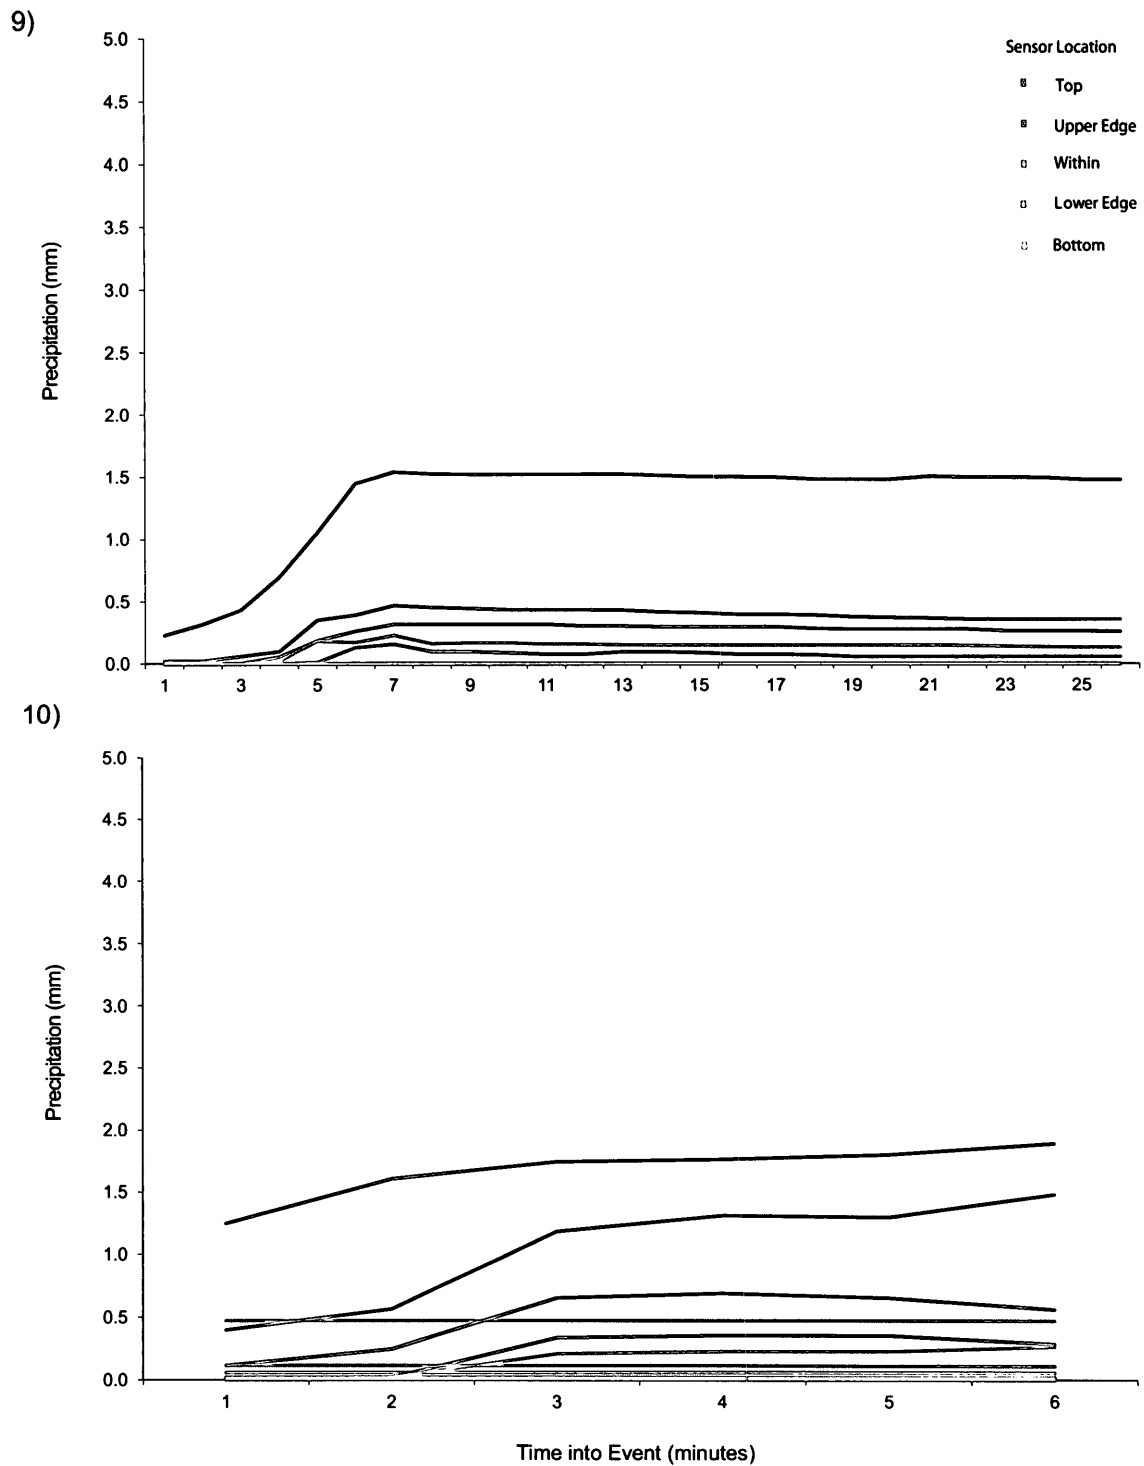 9)
5.0
4.5
4.0
3.5
3.0
2.5
2.0
1.5
1.0
0.5
0.0
Precipitation (mm)
Sensor Location
Top
Upper Edge
Within
Lower Edge
Bottom
1 3 5 7 9 11 13 15 17 19 21 23 25
10)
5.0
4.5
4.0
3.5
3.0
2.5
2.0
1.5
1.0
0.5
0.0
Precipitation (mm)
1 2 3 4 5 6
Time into Event (minutes)